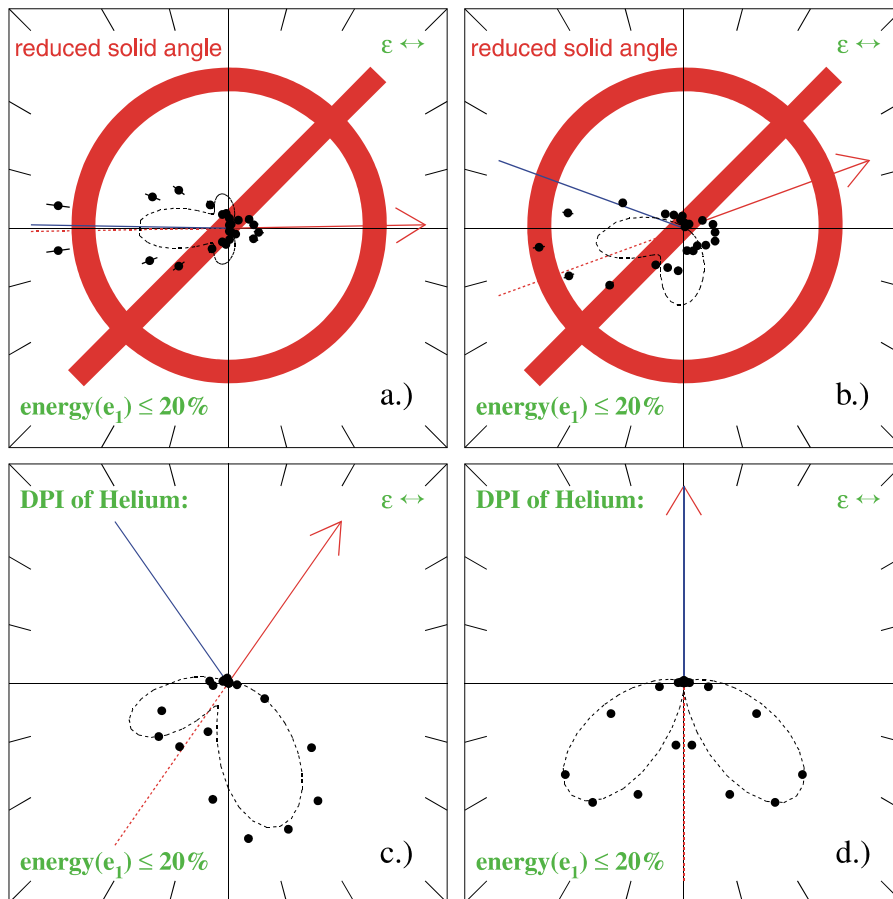 reduced solid angle
ε ↔
energy(e₁) ≤ 20%
a.)
reduced solid angle
ε ↔
energy(e₁) ≤ 20%
b.)
DPI of Helium:
ε ↔
energy(e₁) ≤ 20%
c.)
DPI of Helium:
ε ↔
energy(e₁) ≤ 20%
d.)